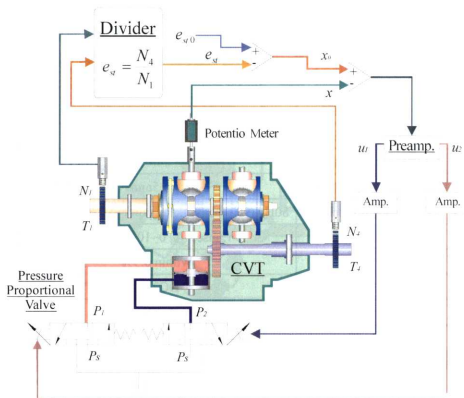 Divider
e_st = N_4 / N_1
e_st0
e_st
+
-
x_o
x
+
-
Potentio Meter
Preamp.
u_1
u_2
Amp.
Amp.
N_1
T_1
N_4
T_4
CVT
Pressure
Proportional
Valve
P_1
P_2
P_S
P_S